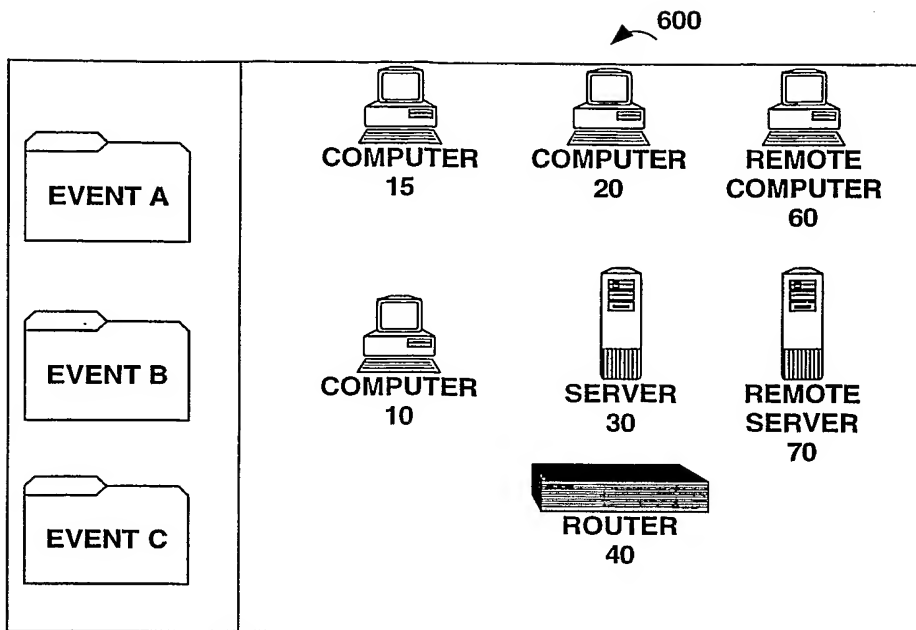 600
COMPUTER
15
COMPUTER
20
REMOTE
COMPUTER
60
EVENT A
EVENT B
COMPUTER
10
SERVER
30
REMOTE
SERVER
70
EVENT C
ROUTER
40